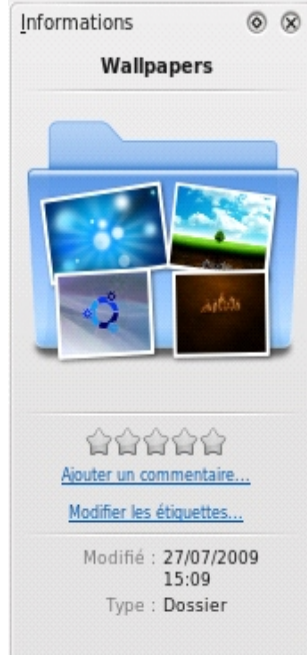 Informations
Wallpapers
Ajouter un commentaire...
Modifier les étiquettes...
Modifié : 27/07/2009
15:09
Type : Dossier